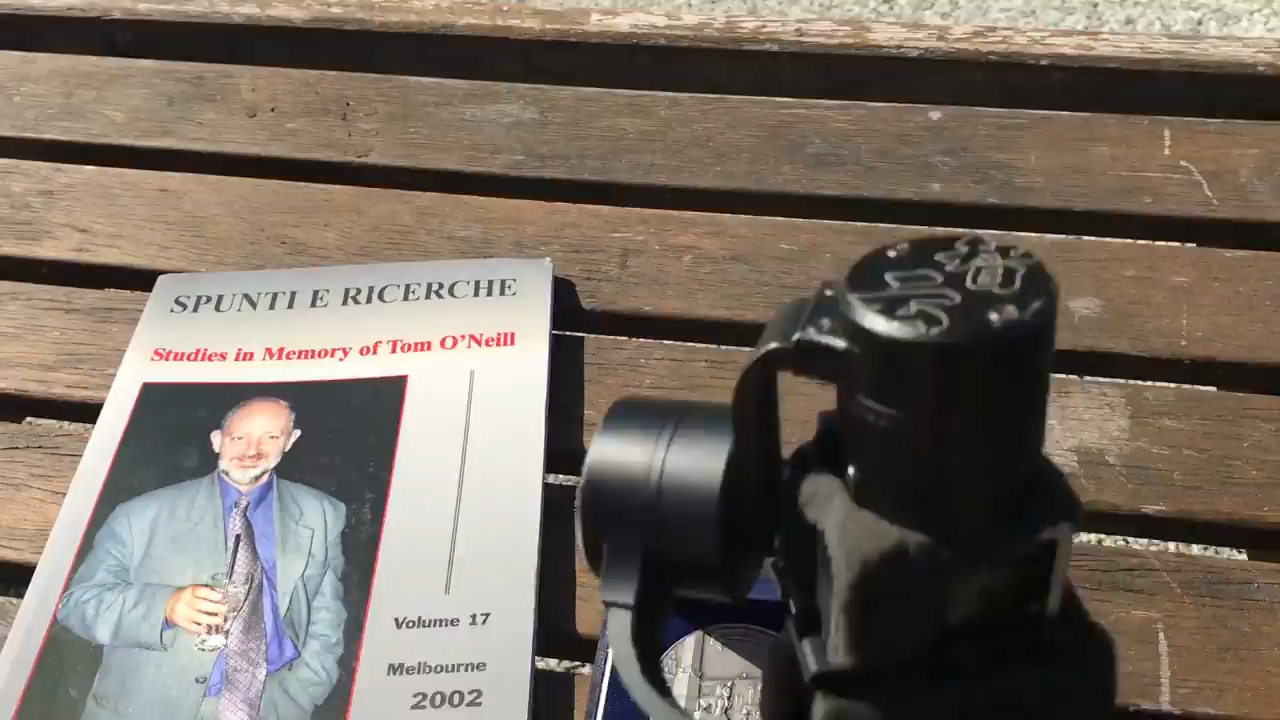 SPUNTI E RICERCHE
Studies in Memory of Tom O'Neill
Volume 17
Melbourne
2002